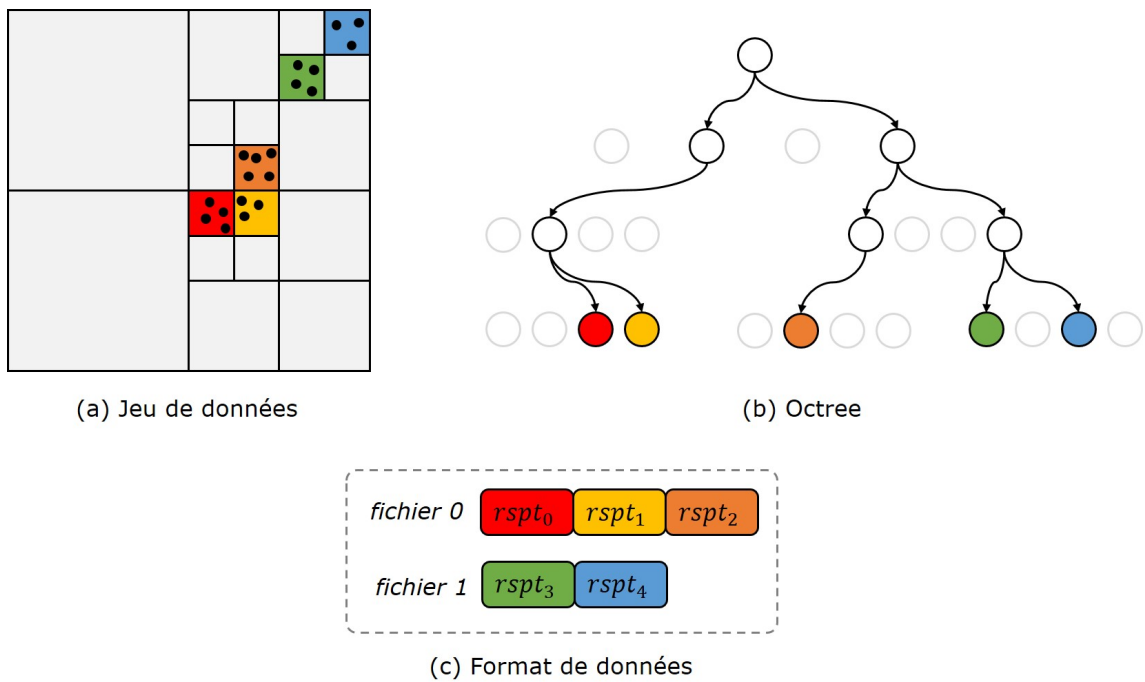 (a) Jeu de données
(b) Octree
fichier 0 rspt₀ rspt₁ rspt₂
fichier 1 rspt₃ rspt₄
(c) Format de données